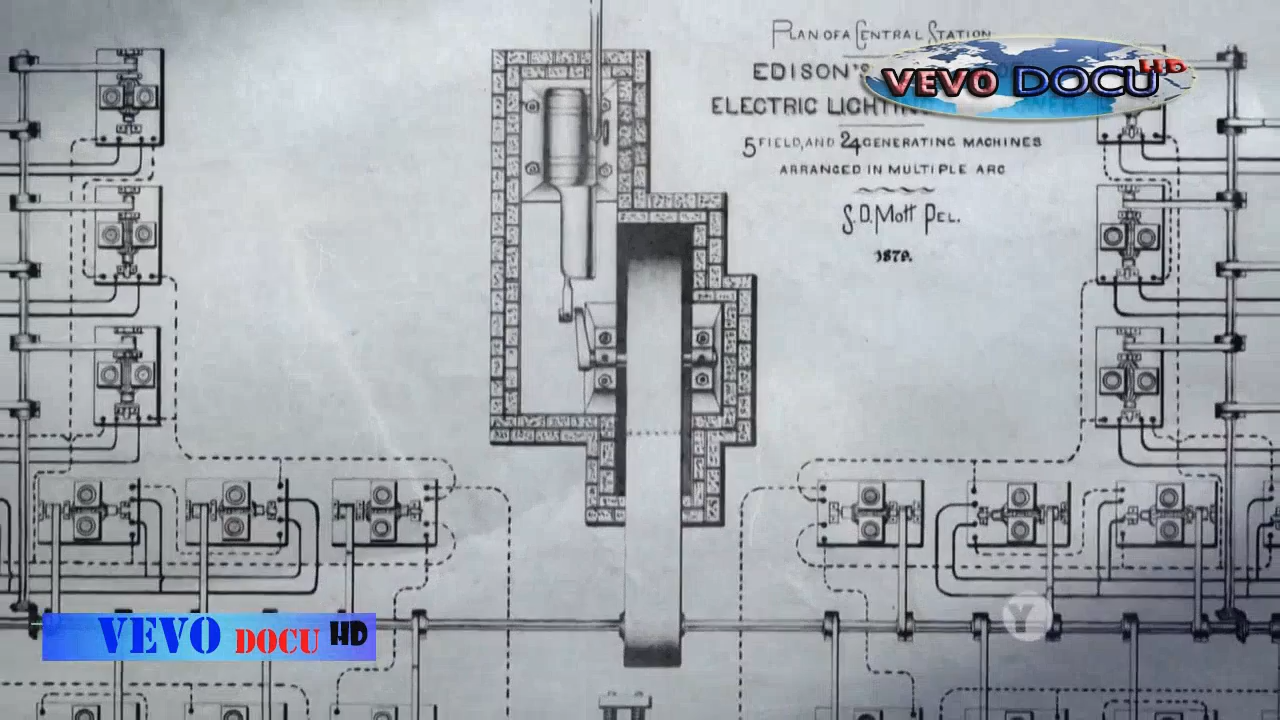 PLAN OF A CENTRAL STATION
EDISON'S
ELECTRIC LIGHTIN
5 FIELD, AND 24 GENERATING MACHINES
ARRANGED IN MULTIPLE ARC
S.D. Mott Del.
1879.
VEVO DOCU HD
Y
VEVO DOCU HD